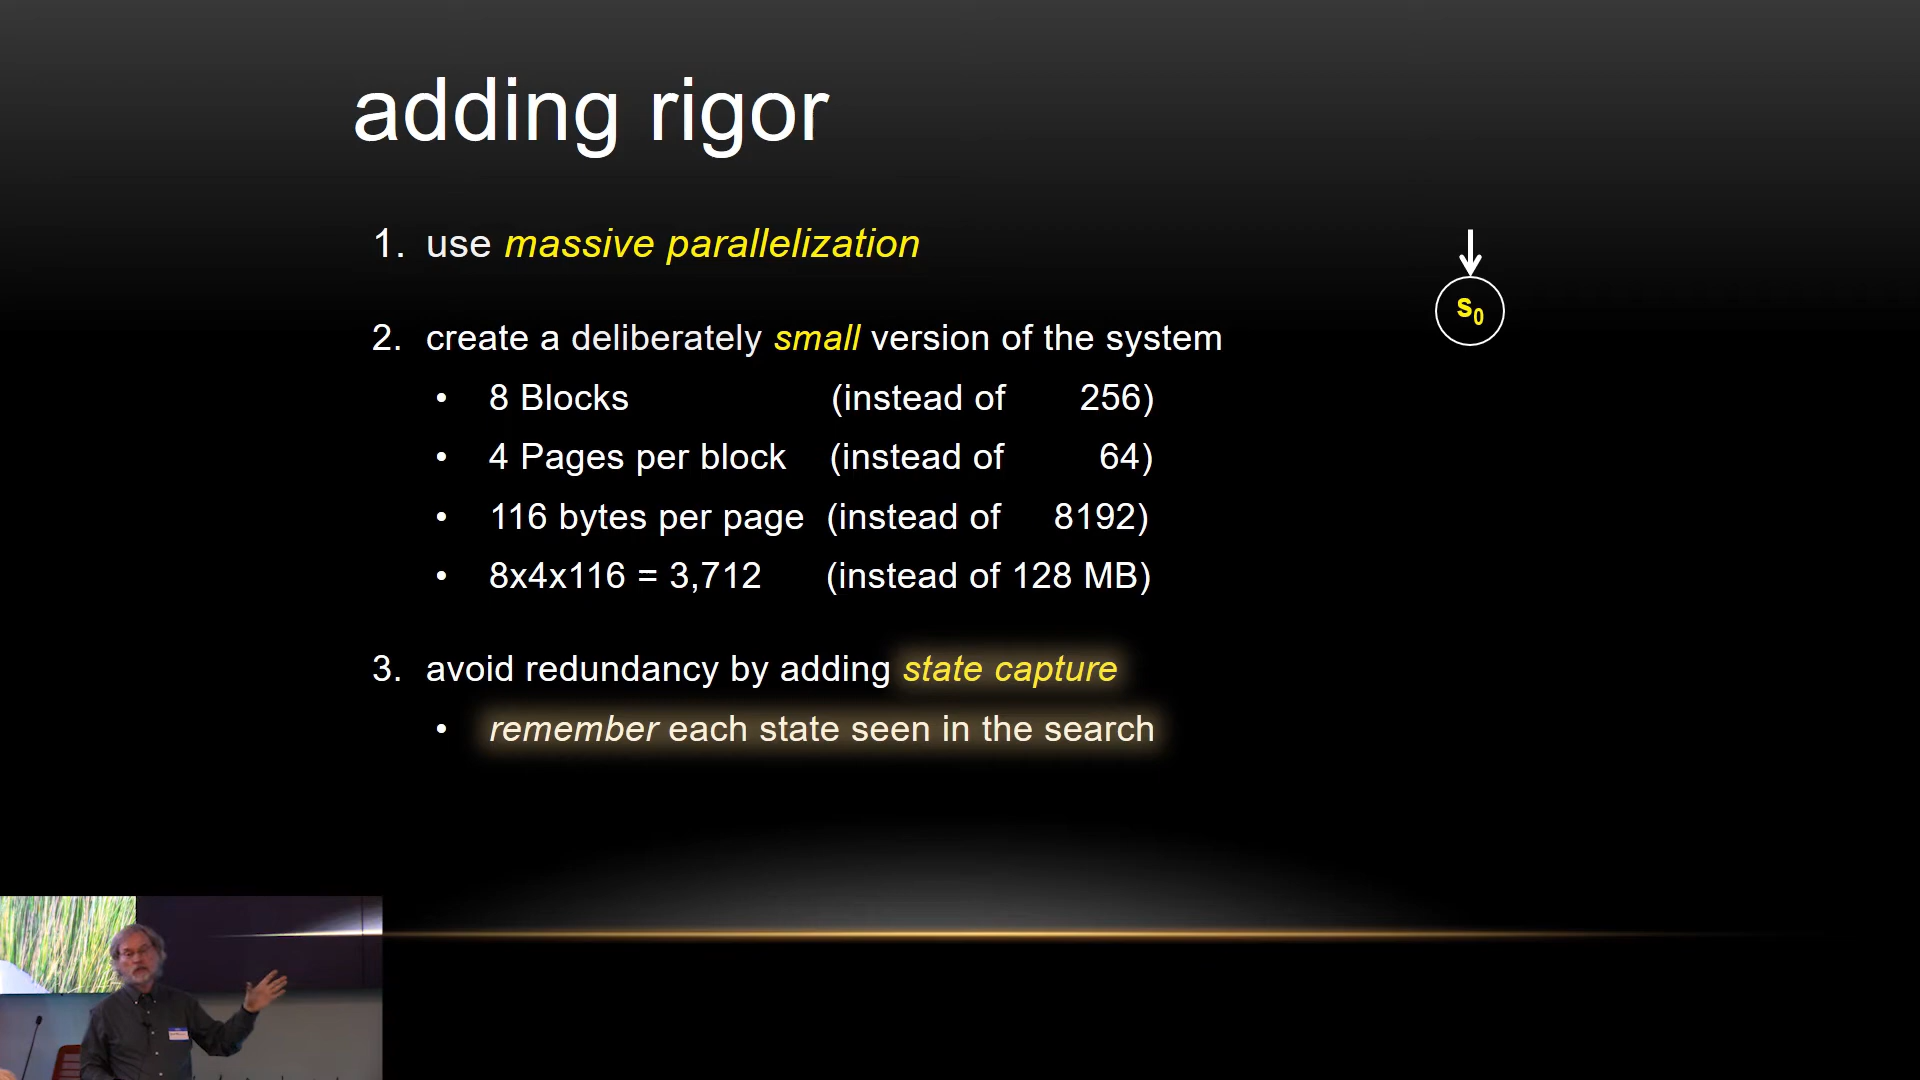 adding rigor
1. use massive parallelization
s0
2. create a deliberately small version of the system
• 8 Blocks (instead of 256)
• 4 Pages per block (instead of 64)
• 116 bytes per page (instead of 8192)
• 8x4x116 = 3,712 (instead of 128 MB)
3. avoid redundancy by adding state capture
• remember each state seen in the search